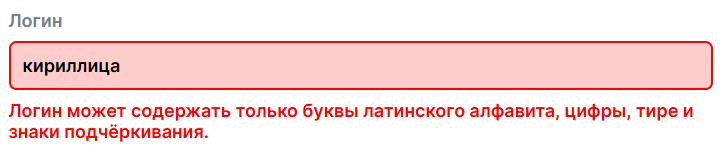 Логин
кириллица
Логин может содержать только буквы латинского алфавита, цифры, тире и
знаки подчёркивания.